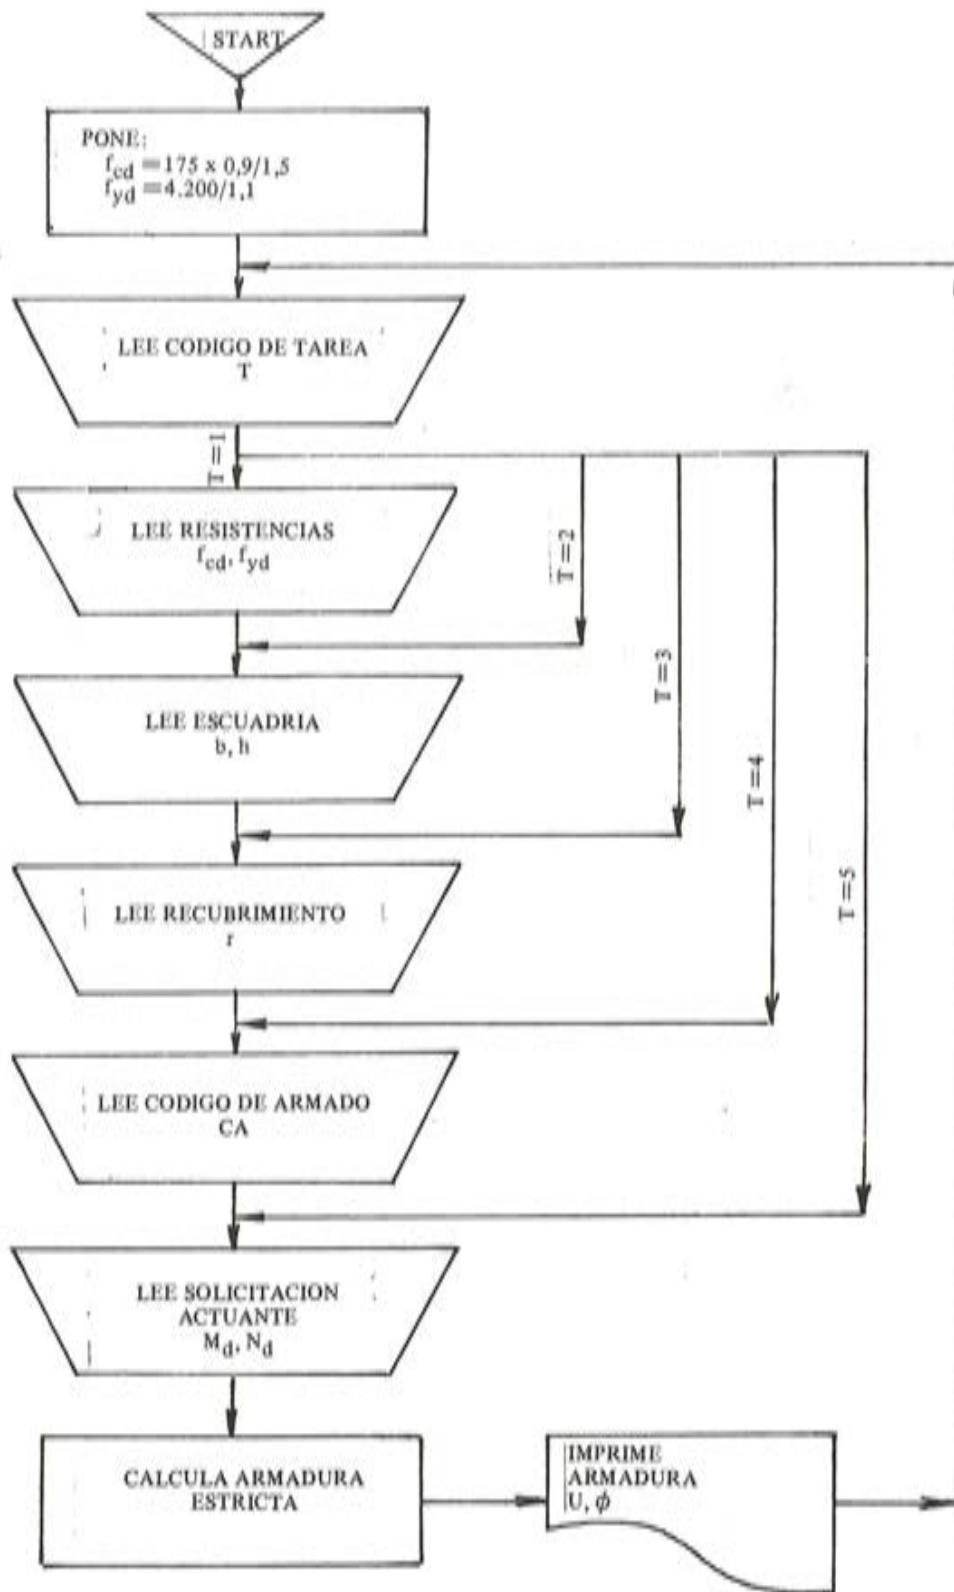 START
PONE:
f_cd = 175 x 0,9/1,5
f_yd = 4.200/1,1
LEE CODIGO DE TAREA
T
T=1
LEE RESISTENCIAS
f_cd, f_yd
T=2
LEE ESCUADRIA
b, h
T=3
LEE RECUBRIMIENTO
r
T=4
LEE CODIGO DE ARMADO
CA
T=5
LEE SOLICITACION
ACTUANTE
M_d, N_d
CALCULA ARMADURA
ESTRICTA
IMPRIME
ARMADURA
U, ϕ